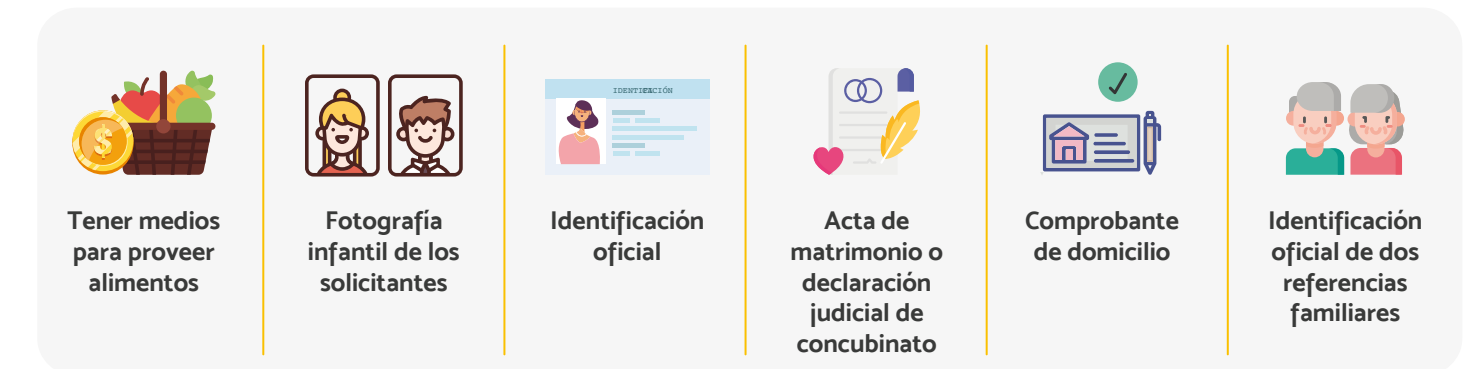 Tener medios
para proveer
alimentos
Fotografía
infantil de los
solicitantes
$
IDENTIFICACIÓN
Identificación
oficial
Acta de
matrimonio o
declaración
judicial de
concubinato
Comprobante
de domicilio
Identificación
oficial de dos
referencias
familiares